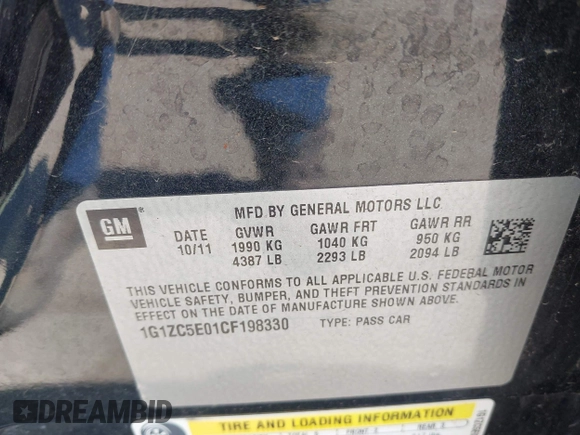 GM
MFD BY GENERAL MOTORS LLC
DATE GVWR GAWR FRT GAWR RR
10/11 1990 KG 1040 KG 950 KG
4387 LB 2293 LB 2094 LB
THIS VEHICLE CONFORMS TO ALL APPLICABLE U.S. FEDERAL MOTOR
VEHICLE SAFETY, BUMPER, AND THEFT PREVENTION STANDARDS IN
EFFECT ON THE DATE OF MANUFACTURE SHOWN ABOVE.
1G1ZC5E01CF198330 TYPE: PASS CAR
TIRE AND LOADING INFORMATION
DREAMBID